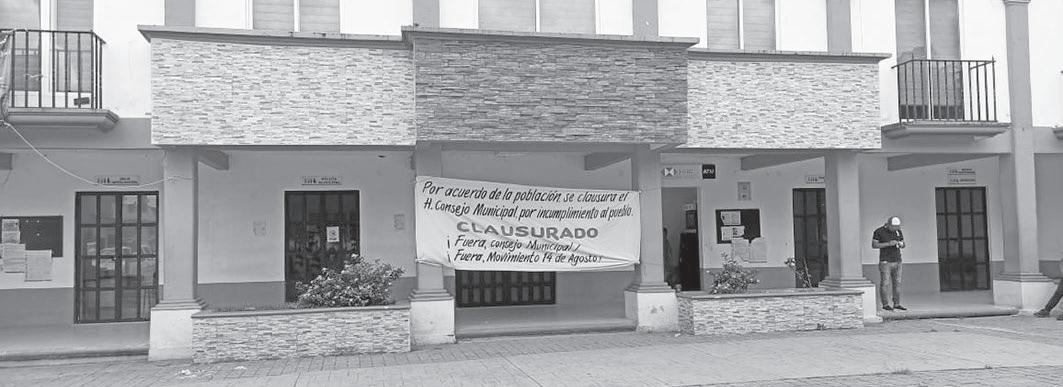 Por acuerdo de la población se clausura el
H. Consejo Municipal por incumplimiento al pueblo.
CLAUSURADO
¡Fuera, consejo Municipal!
¡Fuera, Movimiento 14 de Agosto!